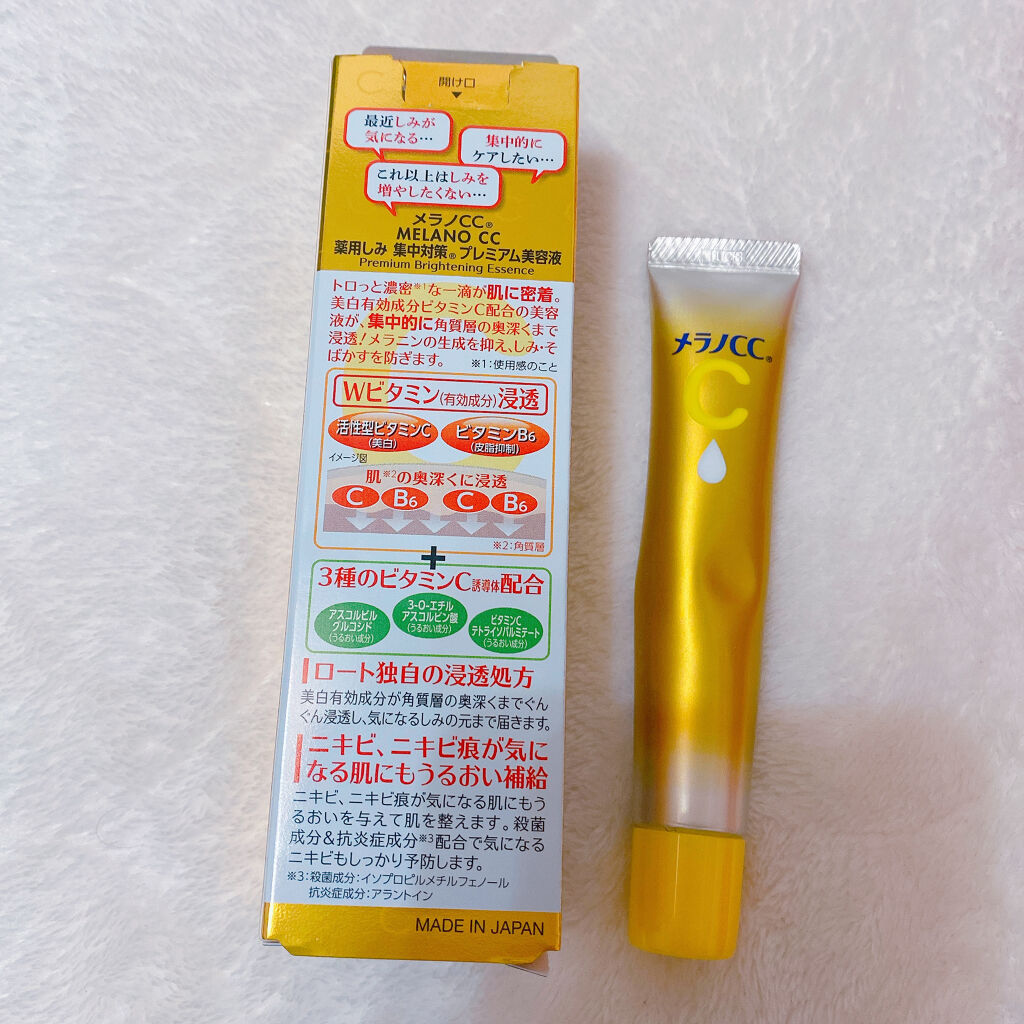 開け口
最近しみが
気になる…
集中的に
ケアしたい…
これ以上はしみを
増やしたくない…
メラノCC®
MELANO CC
薬用しみ 集中対策® プレミアム美容液
Premium Brightening Essence
トロっと濃密※1な一滴が肌に密着。
美白有効成分ビタミンC配合の美容
液が、集中的に角質層の奥深くまで
浸透!メラニンの生成を抑え、しみ・そ
ばかすを防ぎます。 ※1:使用感のこと
Wビタミン(有効成分)浸透
活性型ビタミンC
(美白)
ビタミンB6
(皮脂抑制)
イメージ図
肌※2の奥深くに浸透
C B6 C B6
※2:角質層
+
3種のビタミンC誘導体配合
アスコルビル
グルコシド
(うるおい成分)
3-O-エチル
アスコルビン酸
(うるおい成分)
ビタミンC
テトライソパルミテート
(うるおい成分)
ロート独自の浸透処方
美白有効成分が角質層の奥深くまでぐん
ぐん浸透し、気になるしみの元まで届きます。
ニキビ、ニキビ痕が気に
なる肌にもうるおい補給
ニキビ、ニキビ痕が気になる肌にもう
るおいを与えて肌を整えます。殺菌
成分&抗炎症成分※3配合で気になる
ニキビもしっかり予防します。
※3:殺菌成分:イソプロピルメチルフェノール
抗炎症成分:アラントイン
MADE IN JAPAN
メラノCC®
C